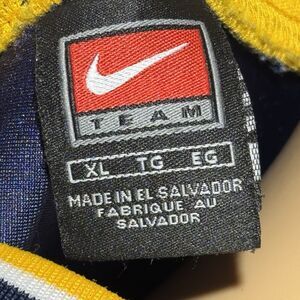 TEAM
XL TG EG
MADE IN EL SALVADOR
FABRIQUE AU
SALVADOR